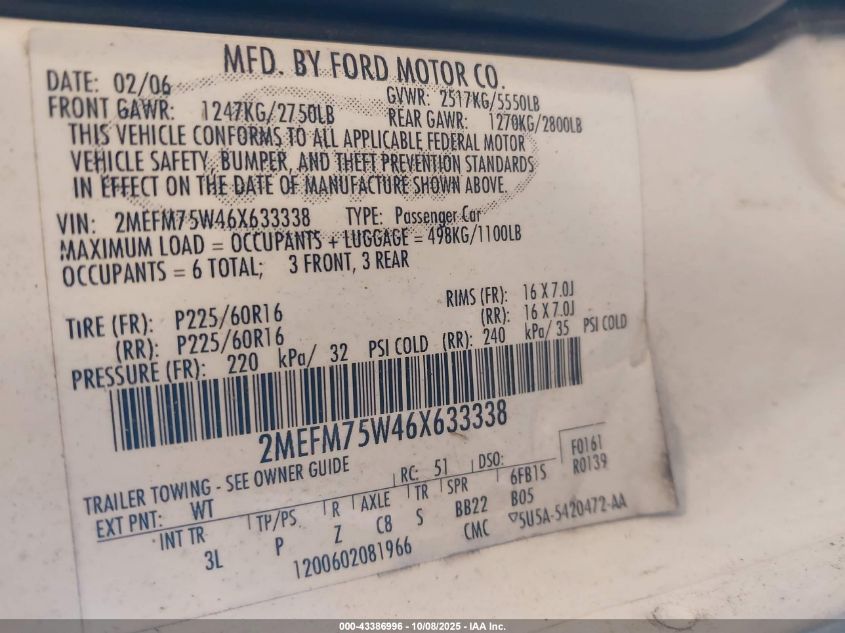 MFD. BY FORD MOTOR CO.
DATE: 02/06
GVWR: 2517KG/5550LB
FRONT GAWR: 1247KG/2750LB
REAR GAWR: 1270KG/2800LB
THIS VEHICLE CONFORMS TO ALL APPLICABLE FEDERAL MOTOR
VEHICLE SAFETY, BUMPER, AND THEFT PREVENTION STANDARDS
IN EFFECT ON THE DATE OF MANUFACTURE SHOWN ABOVE.
VIN: 2MEFM75W46X633338 TYPE: Passenger Car
MAXIMUM LOAD = OCCUPANTS + LUGGAGE = 498KG/1100LB
OCCUPANTS = 6 TOTAL; 3 FRONT, 3 REAR
TIRE (FR): P225/60R16 RIMS (FR): 16 X 7.0J
(RR): P225/60R16 (RR): 16 X 7.0J
PRESSURE (FR): 220 kPa/ 32 PSI COLD (RR): 240 kPa/ 35 PSI COLD
2MEFM75W46X633338
TRAILER TOWING - SEE OWNER GUIDE
RC: 51 DSO: F0161
EXT PNT: WT 6FB1S R0139
INT TR TP/PS R AXLE TR SPR B05
3L P Z C8 S BB22
1200602081966 CMC ▽5U5A-5420472-AA
000-43386996 - 10/08/2025 - IAA Inc.